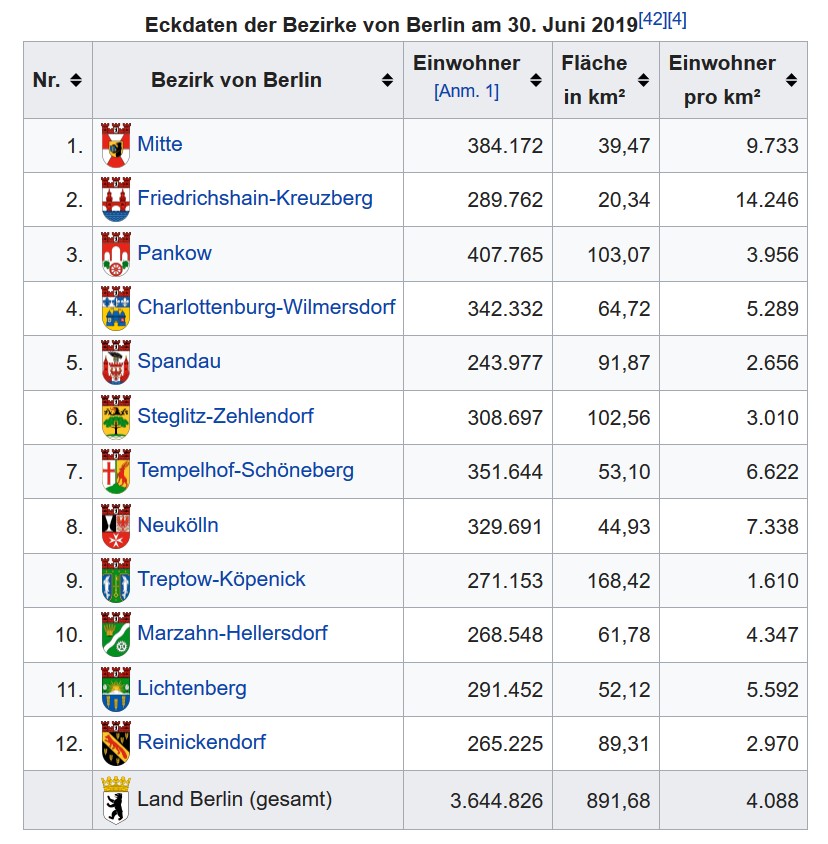 Eckdaten der Bezirke von Berlin am 30. Juni 2019[42][4]
Nr. Bezirk von Berlin Einwohner [Anm. 1] Fläche in km² Einwohner pro km²
1. Mitte 384.172 39,47 9.733
2. Friedrichshain-Kreuzberg 289.762 20,34 14.246
3. Pankow 407.765 103,07 3.956
4. Charlottenburg-Wilmersdorf 342.332 64,72 5.289
5. Spandau 243.977 91,87 2.656
6. Steglitz-Zehlendorf 308.697 102,56 3.010
7. Tempelhof-Schöneberg 351.644 53,10 6.622
8. Neukölln 329.691 44,93 7.338
9. Treptow-Köpenick 271.153 168,42 1.610
10. Marzahn-Hellersdorf 268.548 61,78 4.347
11. Lichtenberg 291.452 52,12 5.592
12. Reinickendorf 265.225 89,31 2.970
Land Berlin (gesamt) 3.644.826 891,68 4.088